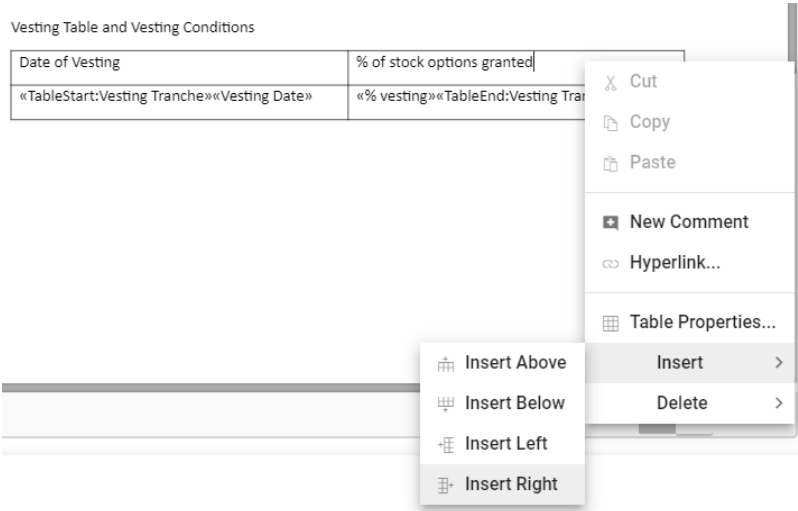 Vesting Table and Vesting Conditions
Date of Vesting
% of stock options granted
«TableStart:Vesting Tranche»«Vesting Date»
«% vesting»«TableEnd:Vesting Tra
Cut
Copy
Paste
New Comment
Hyperlink...
Table Properties...
Insert
Delete
Insert Above
Insert Below
Insert Left
Insert Right